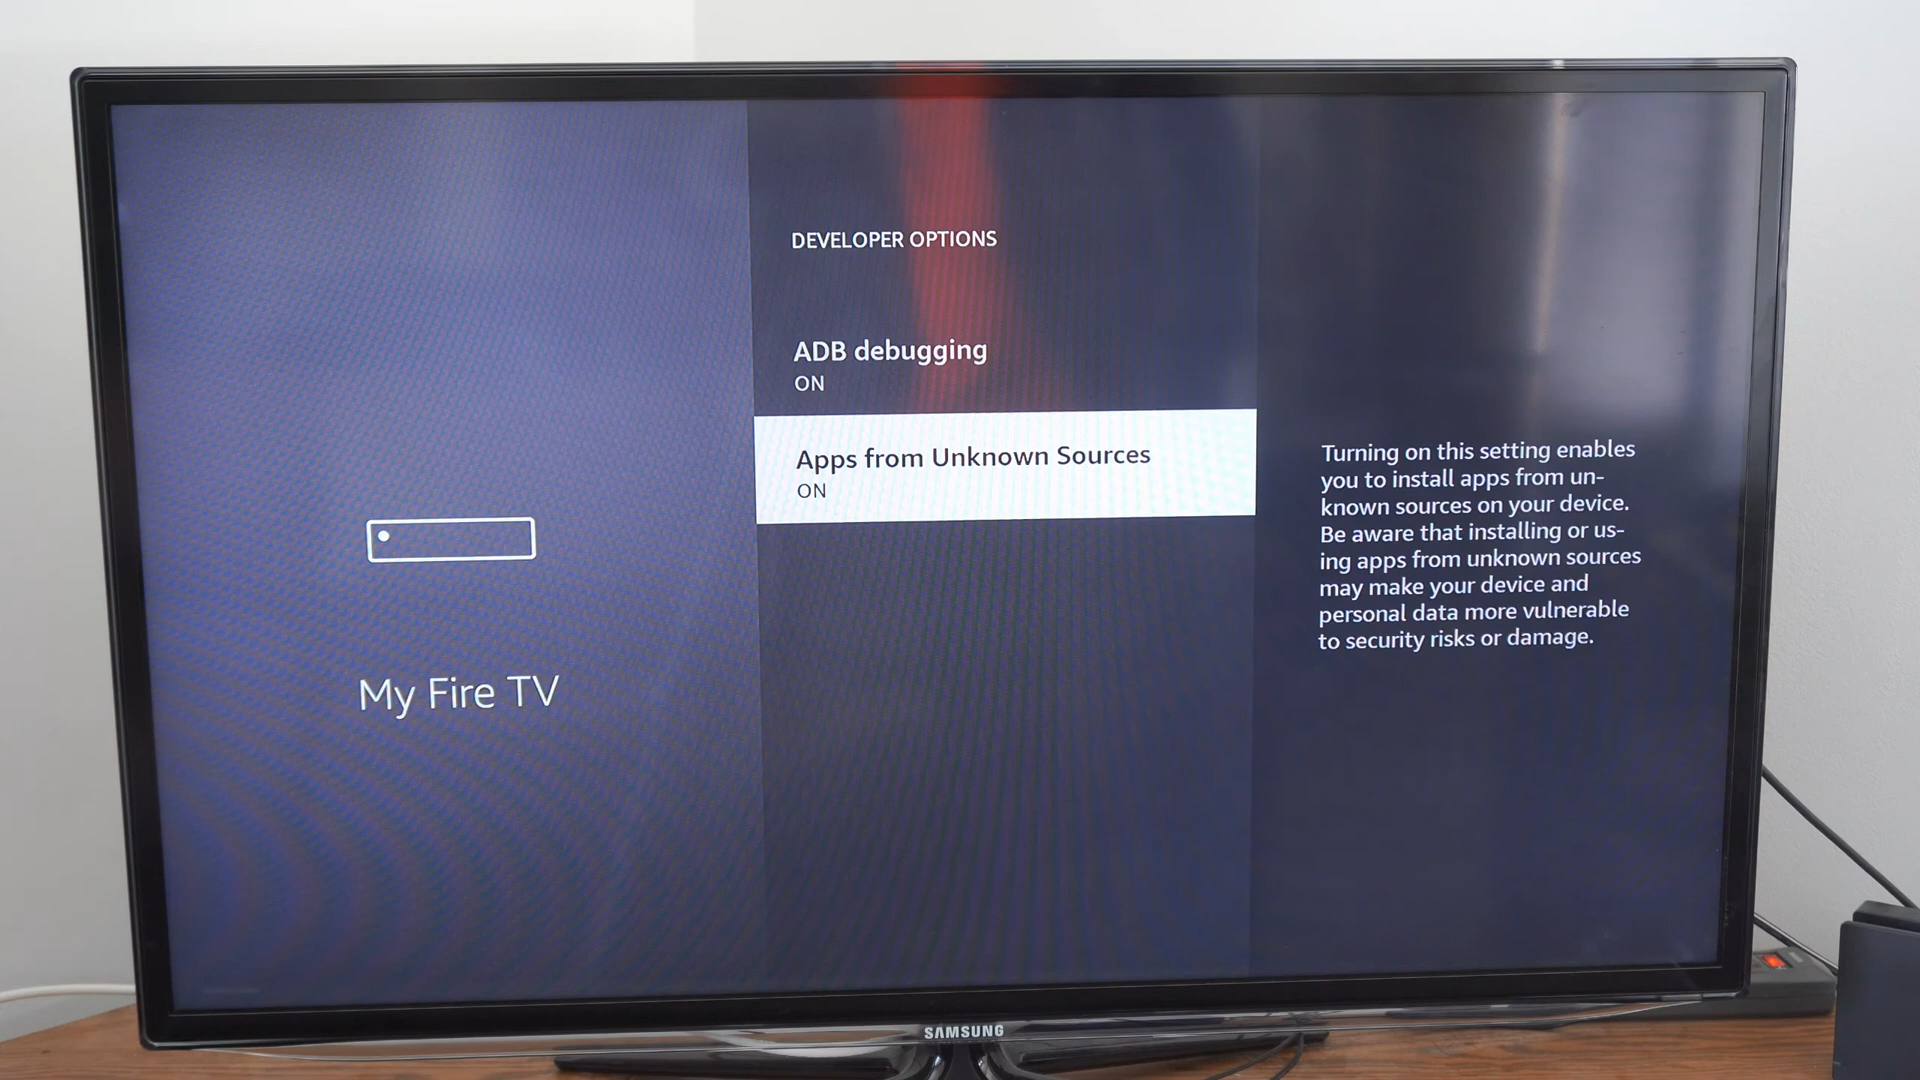 DEVELOPER OPTIONS
ADB debugging
ON
Apps from Unknown Sources
ON
My Fire TV
Turning on this setting enables
you to install apps from un-
known sources on your device.
Be aware that installing or us-
ing apps from unknown sources
may make your device and
personal data more vulnerable
to security risks or damage.
SAMSUNG